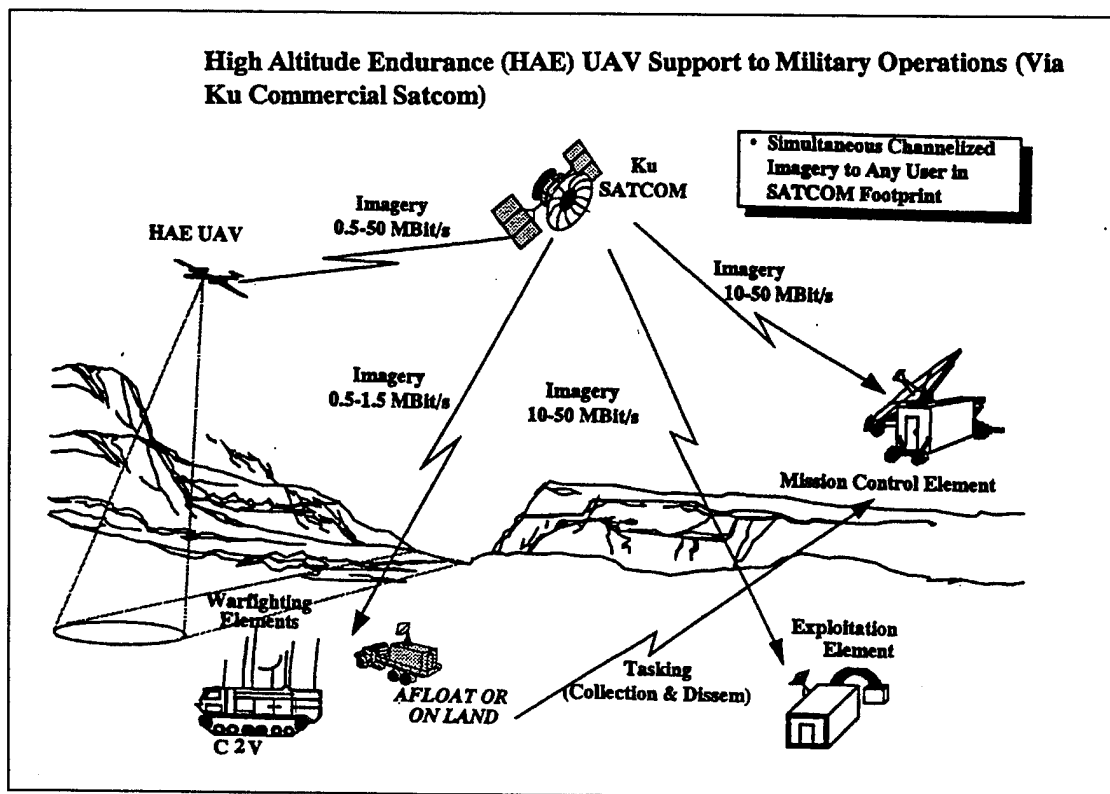 High Altitude Endurance (HAE) UAV Support to Military Operations (Via
Ku Commercial Satcom)
• Simultaneous Channelized
Imagery to Any User in
SATCOM Footprint
Ku
SATCOM
Imagery
0.5-50 MBit/s
HAE UAV
Imagery
10-50 MBit/s
Imagery
0.5-1.5 MBit/s
Imagery
10-50 MBit/s
Mission Control Element
Warfighting
Elements
Exploitation
Element
Tasking
(Collection & Dissem)
AFLOAT OR
ON LAND
C2V